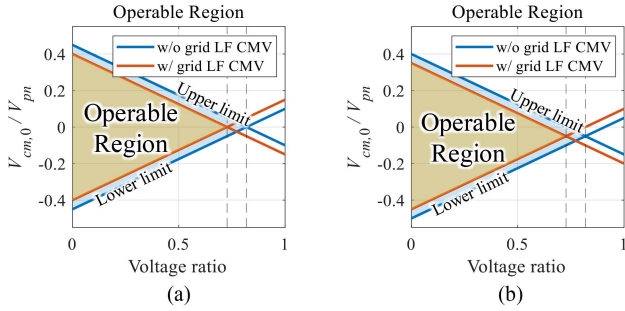 Operable Region
w/o grid LF CMV
w/ grid LF CMV
Upper limit
Operable
Region
Lower limit
0.4
0.2
0
-0.2
-0.4
V_cm,0 / V_pn
0
0.5
1
Voltage ratio
(a)
Operable Region
w/o grid LF CMV
w/ grid LF CMV
Upper limit
Operable
Region
Lower limit
0.4
0.2
0
-0.2
-0.4
V_cm,0 / V_pn
0
0.5
1
Voltage ratio
(b)